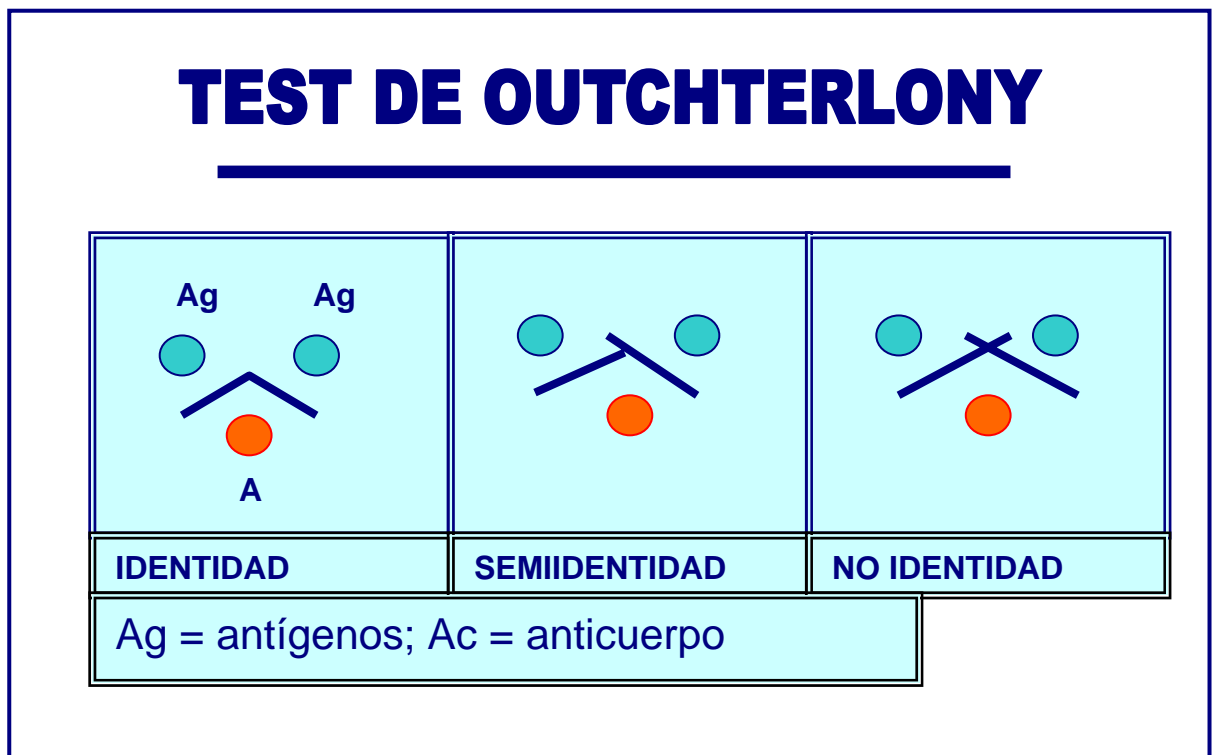 TEST DE OUTCHTERLONY
Ag Ag
A
IDENTIDAD SEMIIDENTIDAD NO IDENTIDAD
Ag = antígenos; Ac = anticuerpo